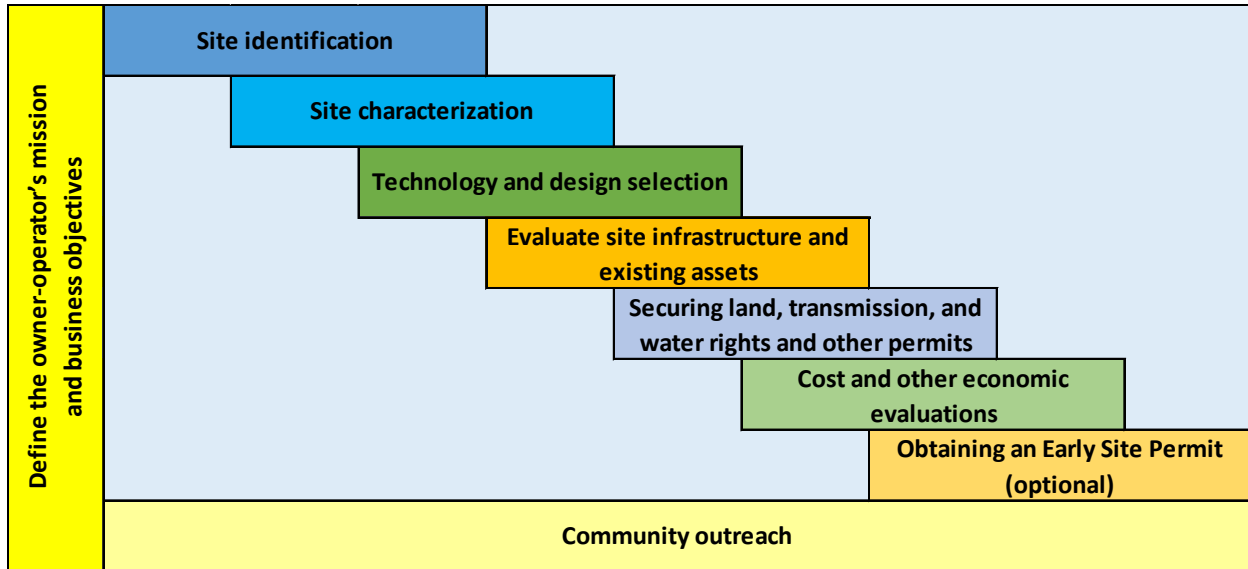 Define the owner-operator's mission
and business objectives
Site identification
Site characterization
Technology and design selection
Evaluate site infrastructure and
existing assets
Securing land, transmission, and
water rights and other permits
Cost and other economic
evaluations
Obtaining an Early Site Permit
(optional)
Community outreach